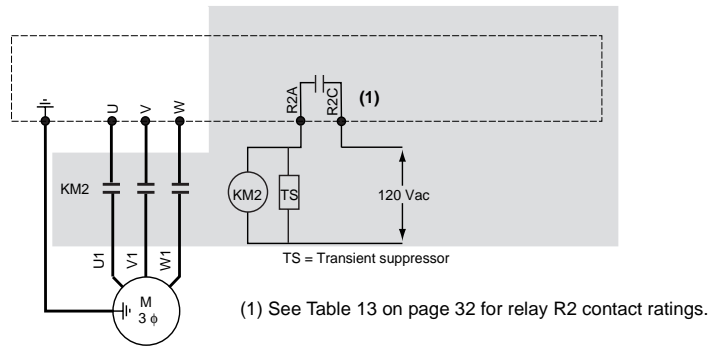 R2A
R2C
(1)
U
V
W
KM2
KM2
TS
120 Vac
TS = Transient suppressor
U1
V1
W1
M
3 ϕ
(1) See Table 13 on page 32 for relay R2 contact ratings.